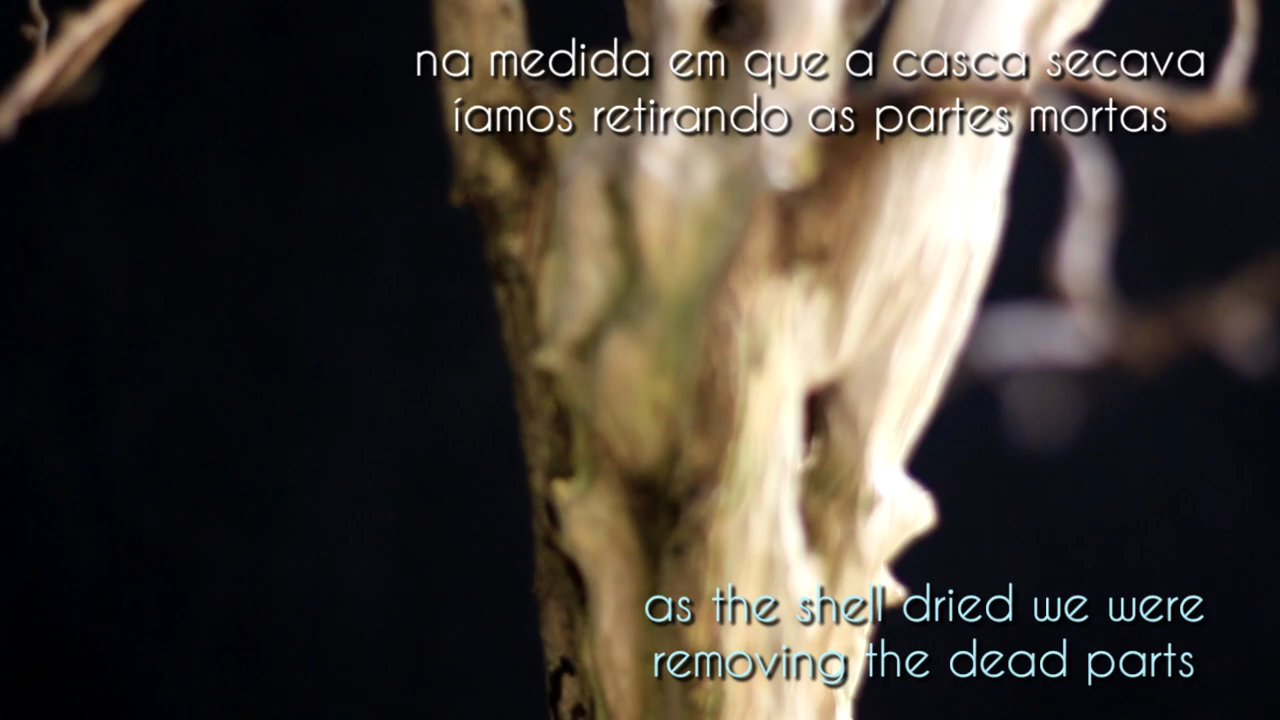 na medida em que a casca secava
íamos retirando as partes mortas
as the shell dried we were
removing the dead parts